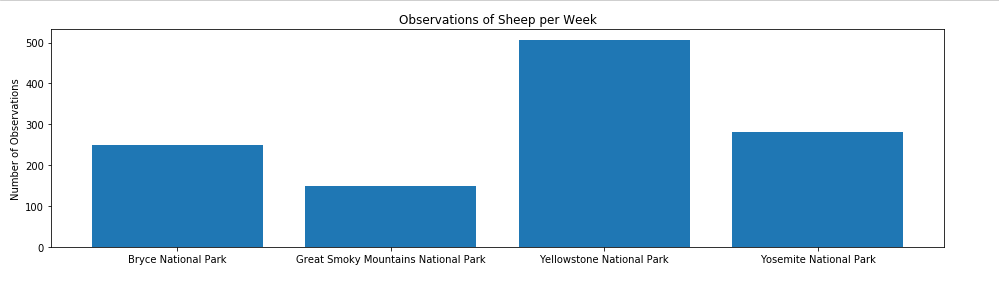 Observations of Sheep per Week
Number of Observations
500
400
300
200
100
0
Bryce National Park
Great Smoky Mountains National Park
Yellowstone National Park
Yosemite National Park